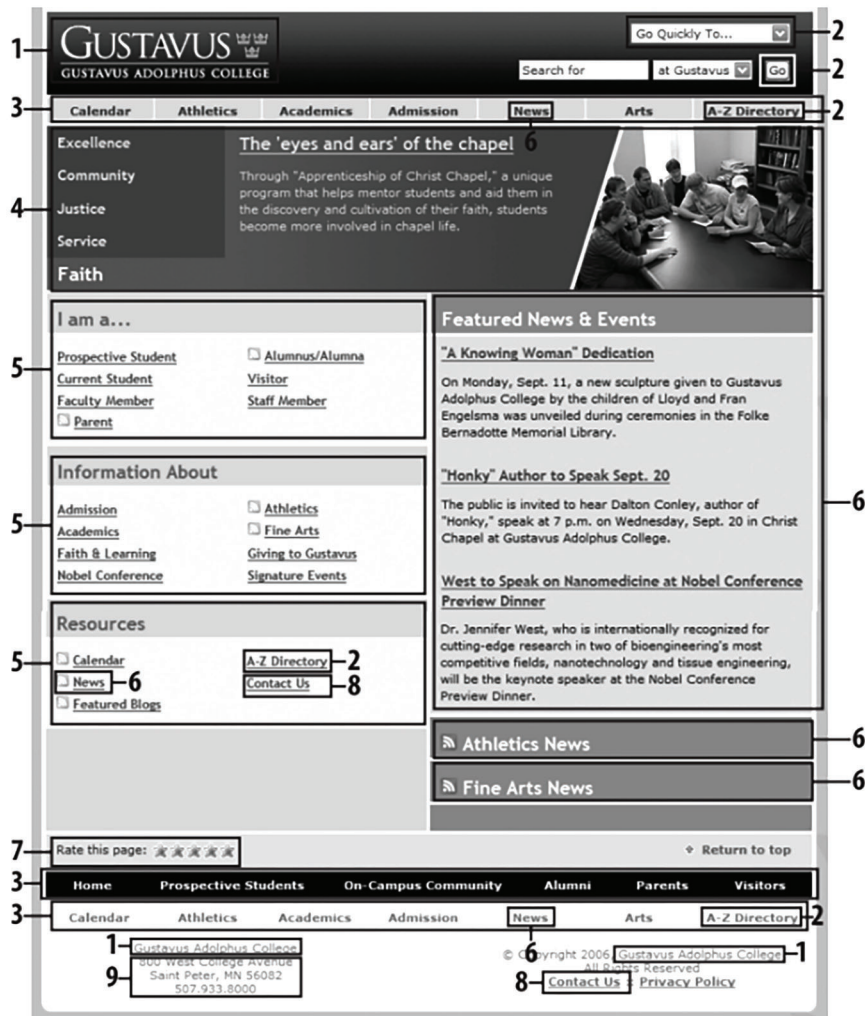 1
GUSTAVUS
GUSTAVUS ADOLPHUS COLLEGE
Go Quickly To...
2
Search for
at Gustavus
Go
2
3
Calendar Athletics Academics Admission News Arts A-Z Directory
2
6
4
Excellence
Community
Justice
Service
Faith
The 'eyes and ears' of the chapel
Through "Apprenticeship of Christ Chapel," a unique
program that helps mentor students and aid them in
the discovery and cultivation of their faith, students
become more involved in chapel life.
5
I am a...
Prospective Student
Alumnus/Alumna
Current Student
Visitor
Faculty Member
Staff Member
Parent
5
Information About
Admission
Athletics
Academics
Fine Arts
Faith & Learning
Giving to Gustavus
Nobel Conference
Signature Events
5
Resources
Calendar
A-Z Directory
2
News
6
Contact Us
8
Featured Blogs
Featured News & Events
"A Knowing Woman" Dedication
On Monday, Sept. 11, a new sculpture given to Gustavus
Adolphus College by the children of Lloyd and Fran
Engelsma was unveiled during ceremonies in the Folke
Bernadotte Memorial Library.
"Honky" Author to Speak Sept. 20
6
The public is invited to hear Dalton Conley, author of
"Honky," speak at 7 p.m. on Wednesday, Sept. 20 in Christ
Chapel at Gustavus Adolphus College.
West to Speak on Nanomedicine at Nobel Conference
Preview Dinner
Dr. Jennifer West, who is internationally recognized for
cutting-edge research in two of bioengineering's most
competitive fields, nanotechnology and tissue engineering,
will be the keynote speaker at the Nobel Conference
Preview Dinner.
Athletics News
6
Fine Arts News
6
7
Rate this page:
Return to top
3
Home Prospective Students On-Campus Community Alumni Parents Visitors
3
Calendar Athletics Academics Admission News Arts A-Z Directory
2
6
1
Gustavus Adolphus College
9
800 West College Avenue
Saint Peter, MN 56082
507.933.8000
© Copyright 2006, Gustavus Adolphus College
1
All Rights Reserved
8
Contact Us :: Privacy Policy